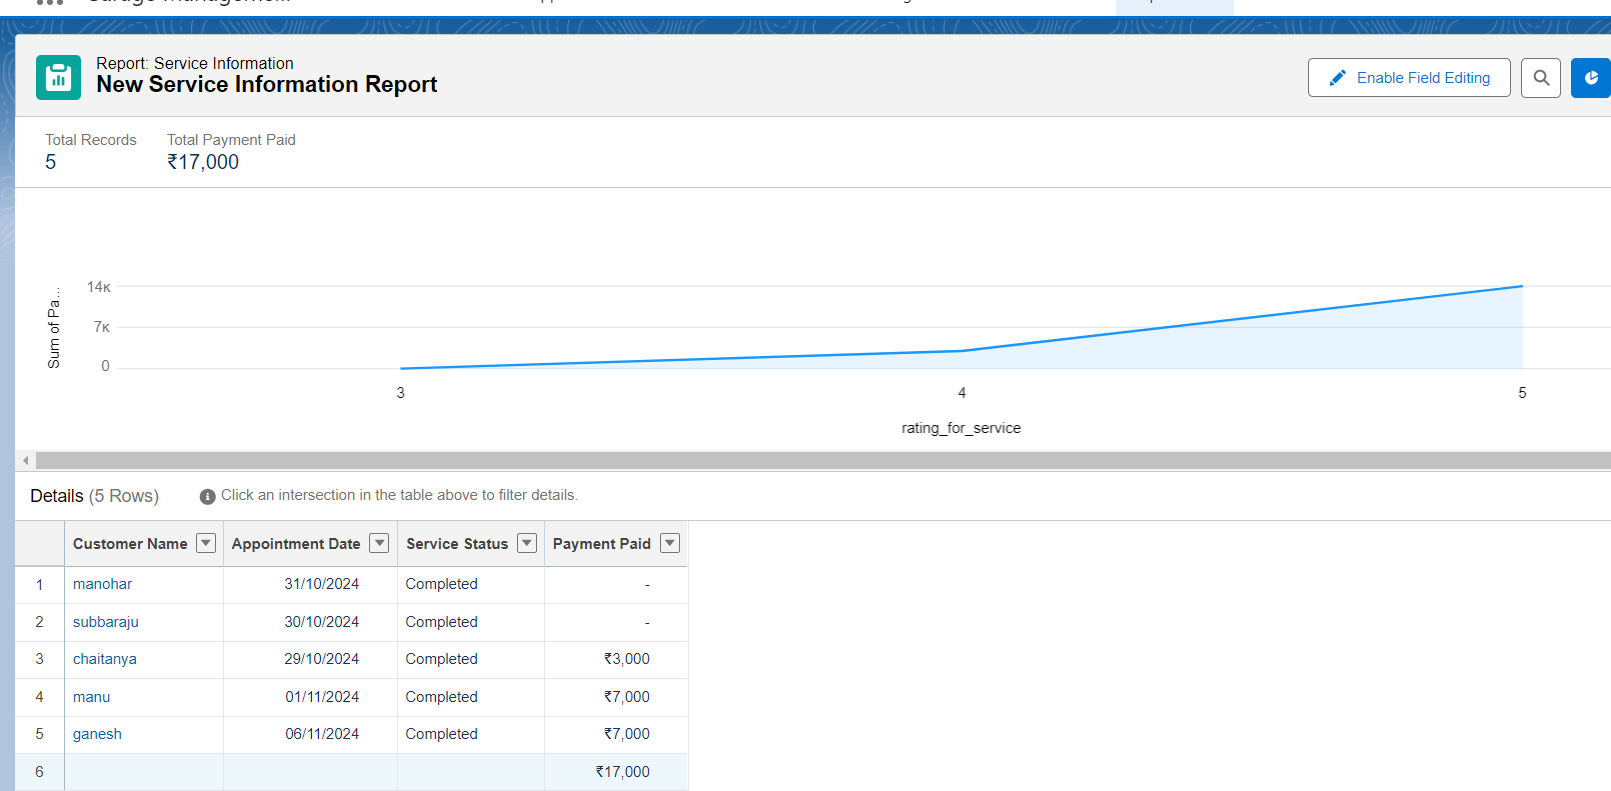 Report: Service Information
New Service Information Report
Enable Field Editing
Total Records
Total Payment Paid
5
₹17,000
Sum of Pa...
14K
7K
0
3
4
5
rating_for_service
Details (5 Rows)
Click an intersection in the table above to filter details.
Customer Name Appointment Date Service Status Payment Paid
1 manohar 31/10/2024 Completed -
2 subbaraju 30/10/2024 Completed -
3 chaitanya 29/10/2024 Completed ₹3,000
4 manu 01/11/2024 Completed ₹7,000
5 ganesh 06/11/2024 Completed ₹7,000
6 ₹17,000